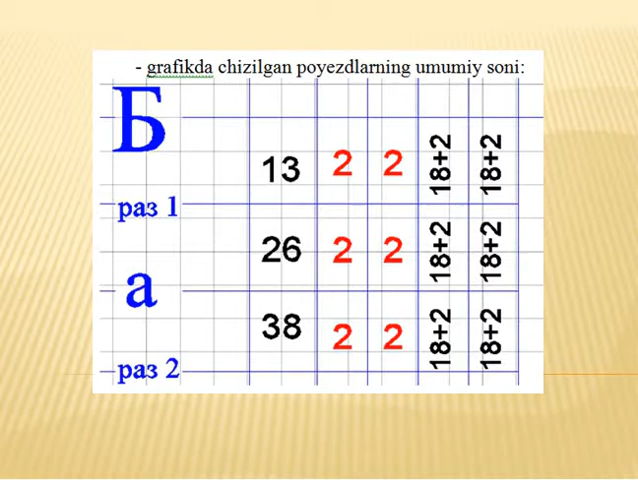 - grafikda chizilgan poyezdlarning umumiy soni:
Б
13 2 2 18+2 18+2
раз 1
26 2 2 18+2 18+2
а
38 2 2 18+2 18+2
раз 2